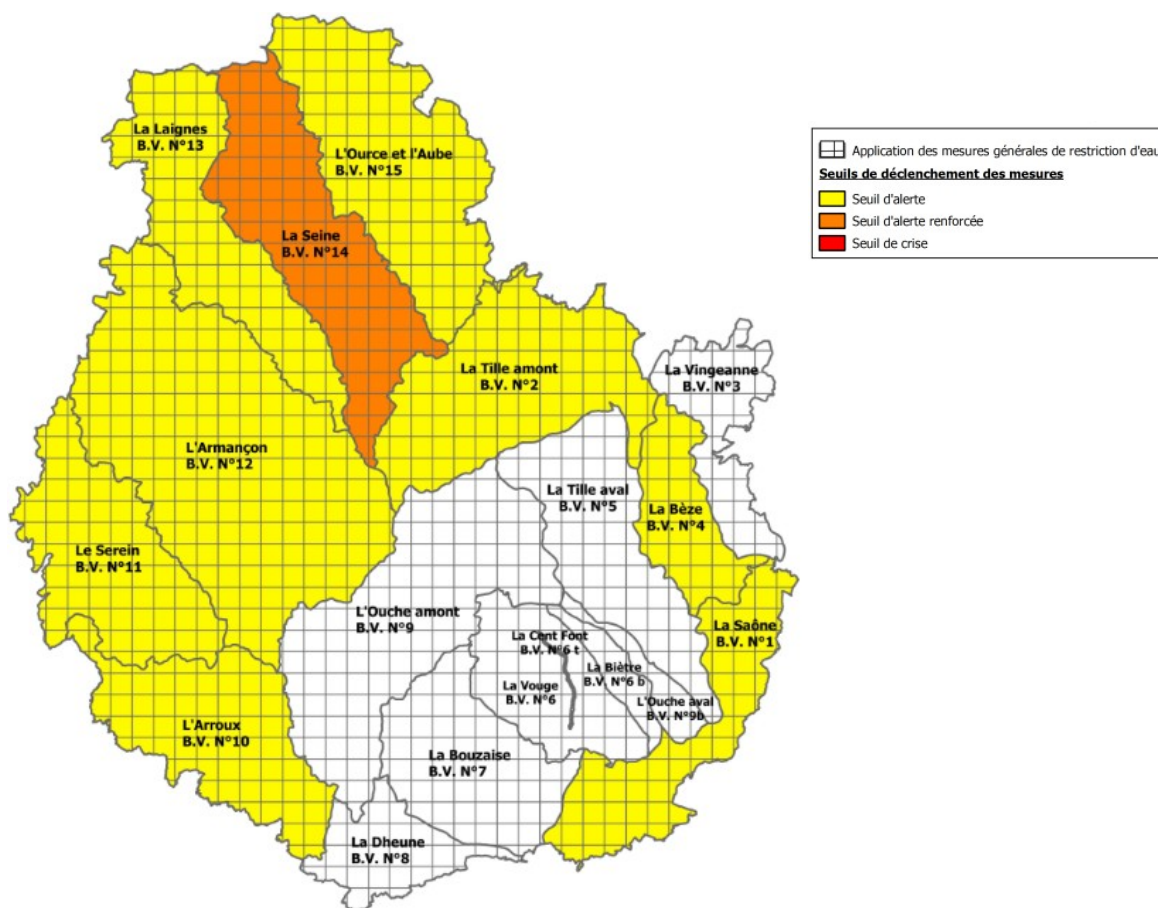 La Laignes
B.V. N°13
L'Ource et l'Aube
B.V. N°15
La Seine
B.V. N°14
La Tille amont
B.V. N°2
La Vingeanne
B.V. N°3
L'Armançon
B.V. N°12
La Tille aval
B.V. N°5
La Bèze
B.V. N°4
Le Serein
B.V. N°11
L'Ouche amont
B.V. N°9
La Cent Font
B.V. N°6 t
La Saône
B.V. N°1
La Biètre
B.V. N°6 b
La Vouge
B.V. N°6
L'Ouche aval
B.V. N°9b
L'Arroux
B.V. N°10
La Bouzaise
B.V. N°7
La Dheune
B.V. N°8
Application des mesures générales de restriction d'eau
Seuils de déclenchement des mesures
Seuil d'alerte
Seuil d'alerte renforcée
Seuil de crise